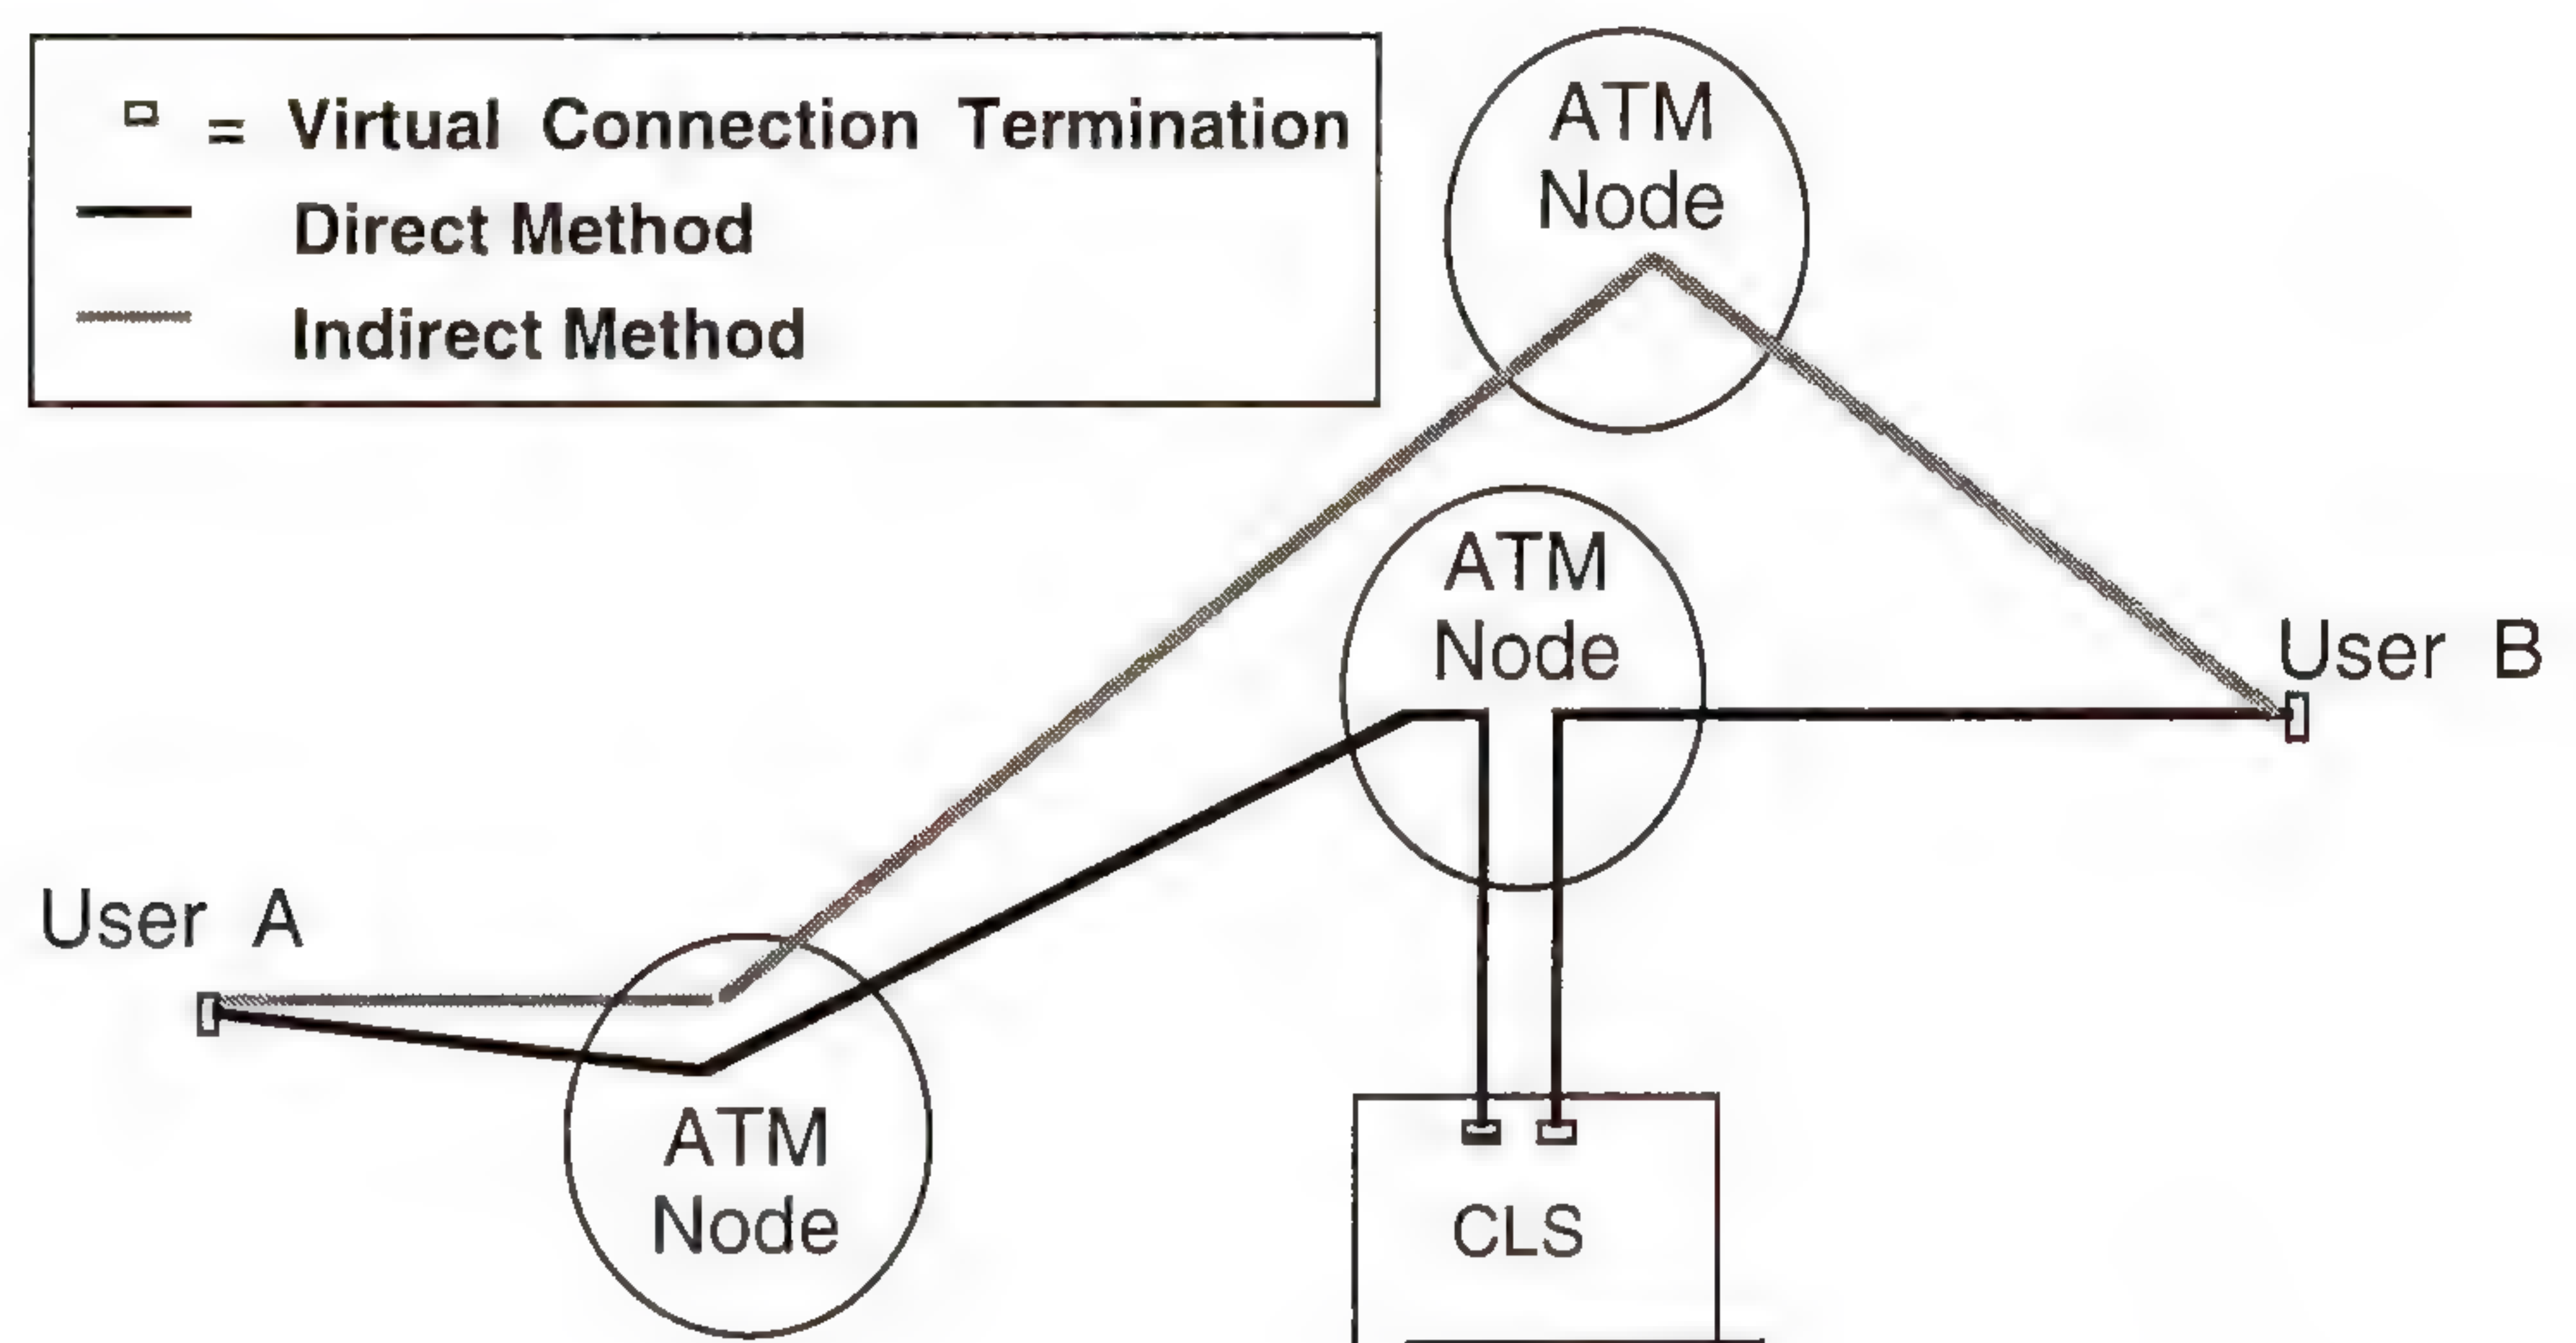 = Virtual Connection Termination
Direct Method
Indirect Method
ATM
Node
ATM
Node
User B
User A
ATM
Node
CLS